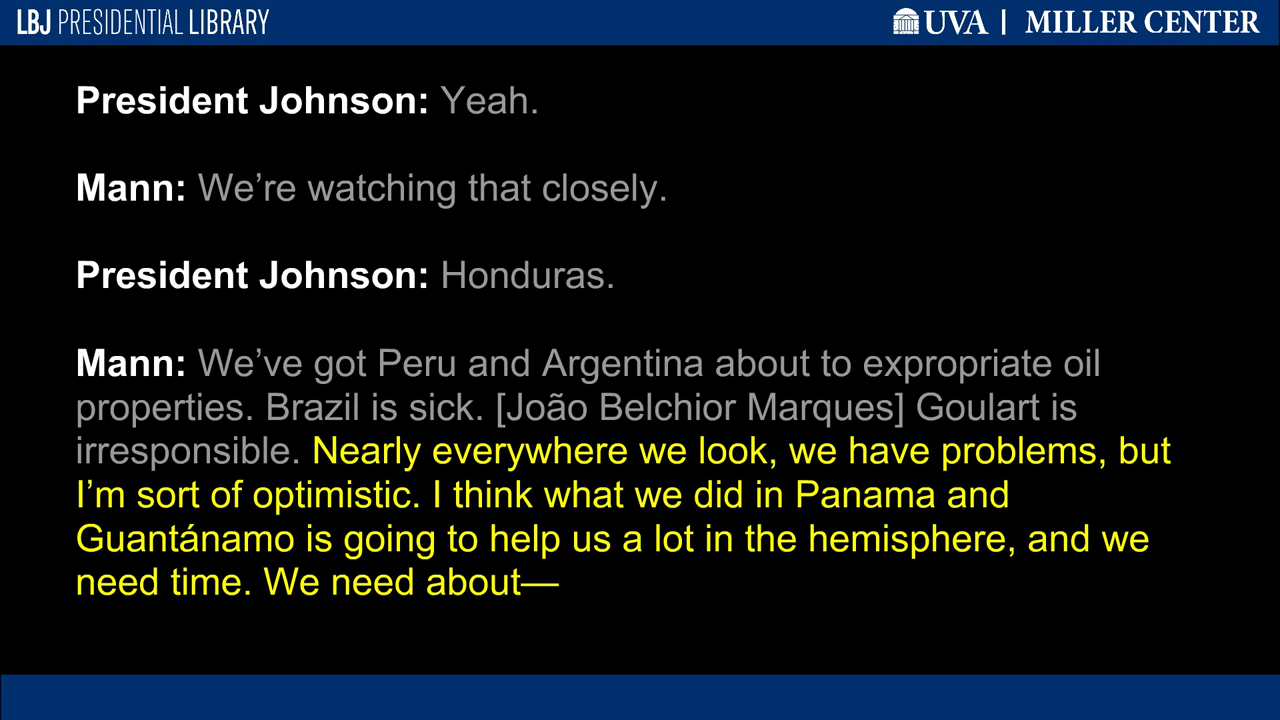 LBJ PRESIDENTIAL LIBRARY
UVA | MILLER CENTER
President Johnson: Yeah.
Mann: We’re watching that closely.
President Johnson: Honduras.
Mann: We’ve got Peru and Argentina about to expropriate oil
properties. Brazil is sick. [João Belchior Marques] Goulart is
irresponsible. Nearly everywhere we look, we have problems, but
I’m sort of optimistic. I think what we did in Panama and
Guantánamo is going to help us a lot in the hemisphere, and we
need time. We need about—